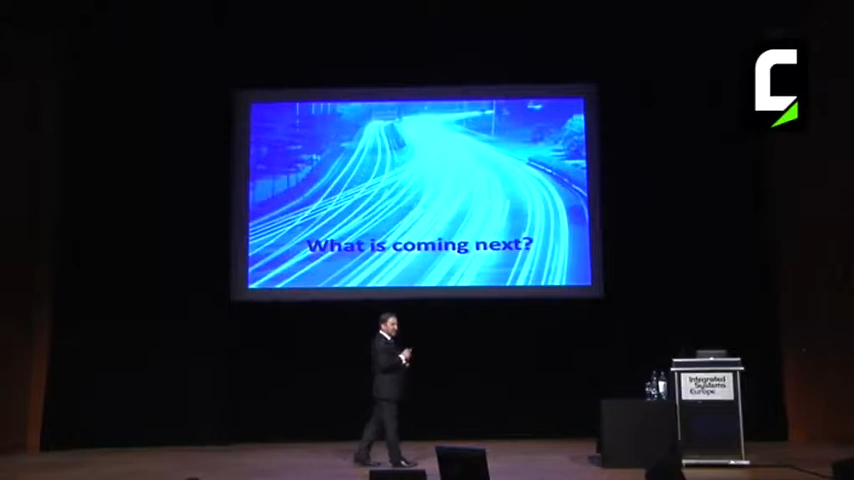 What is coming next?
Integrated
Systems
Europe